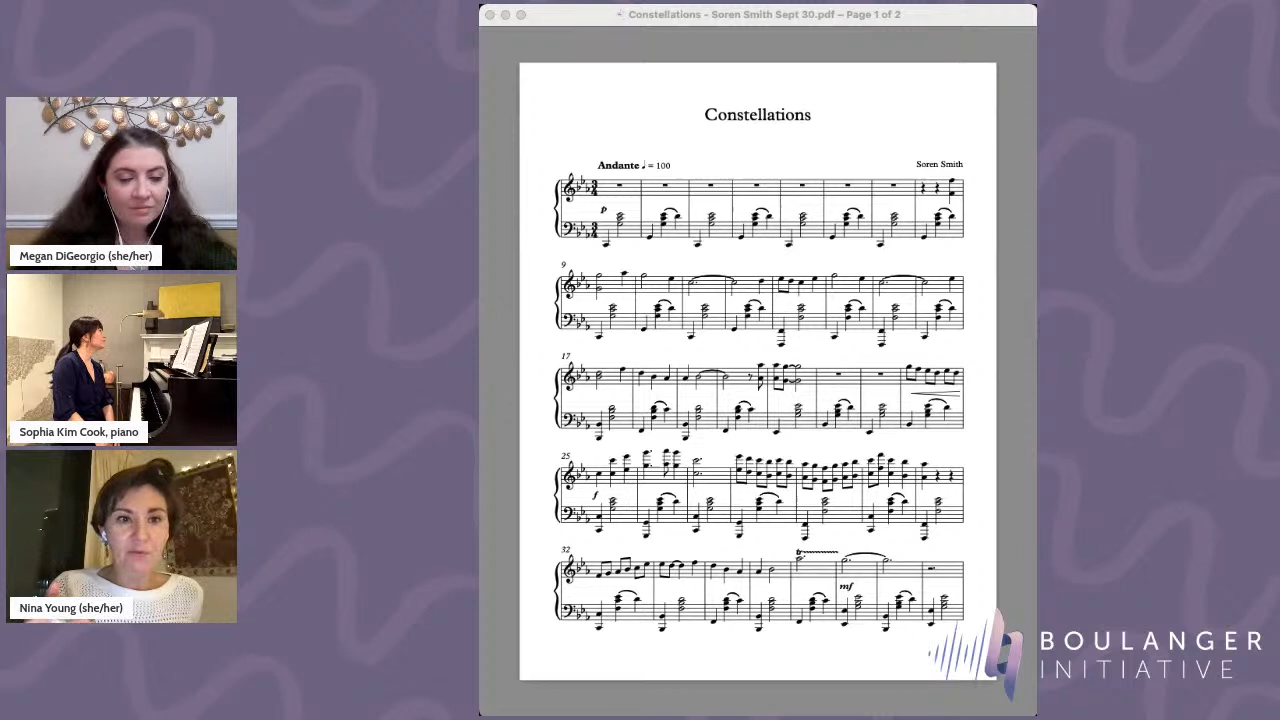 Constellations – Soren Smith Sept 30.pdf – Page 1 of 2
Constellations
Andante ♩ = 100
Soren Smith
p
9
17
25
f
32
tr
mf
Megan DiGeorgio (she/her)
Sophia Kim Cook, piano
Nina Young (she/her)
BOULANGER
INITIATIVE